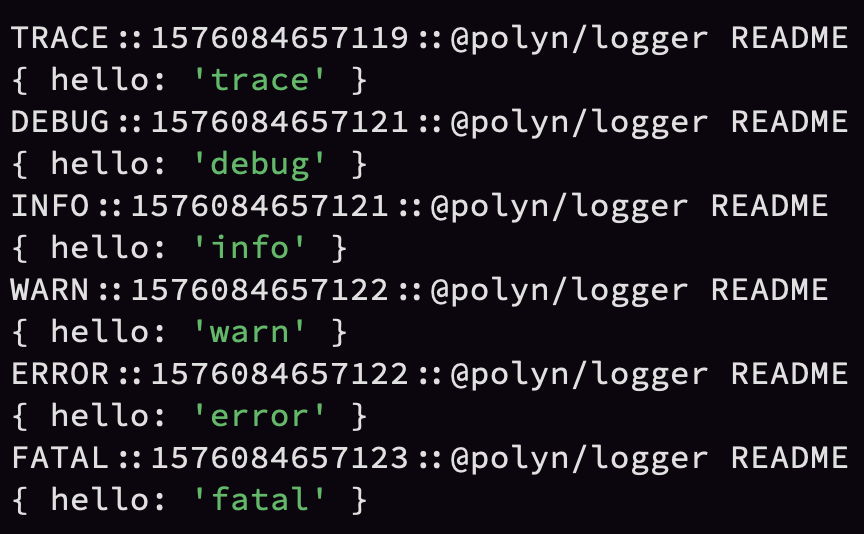 TRACE::1576084657119::@polyn/logger README
{ hello: 'trace' }
DEBUG::1576084657121::@polyn/logger README
{ hello: 'debug' }
INFO::1576084657121::@polyn/logger README
{ hello: 'info' }
WARN::1576084657122::@polyn/logger README
{ hello: 'warn' }
ERROR::1576084657122::@polyn/logger README
{ hello: 'error' }
FATAL::1576084657123::@polyn/logger README
{ hello: 'fatal' }